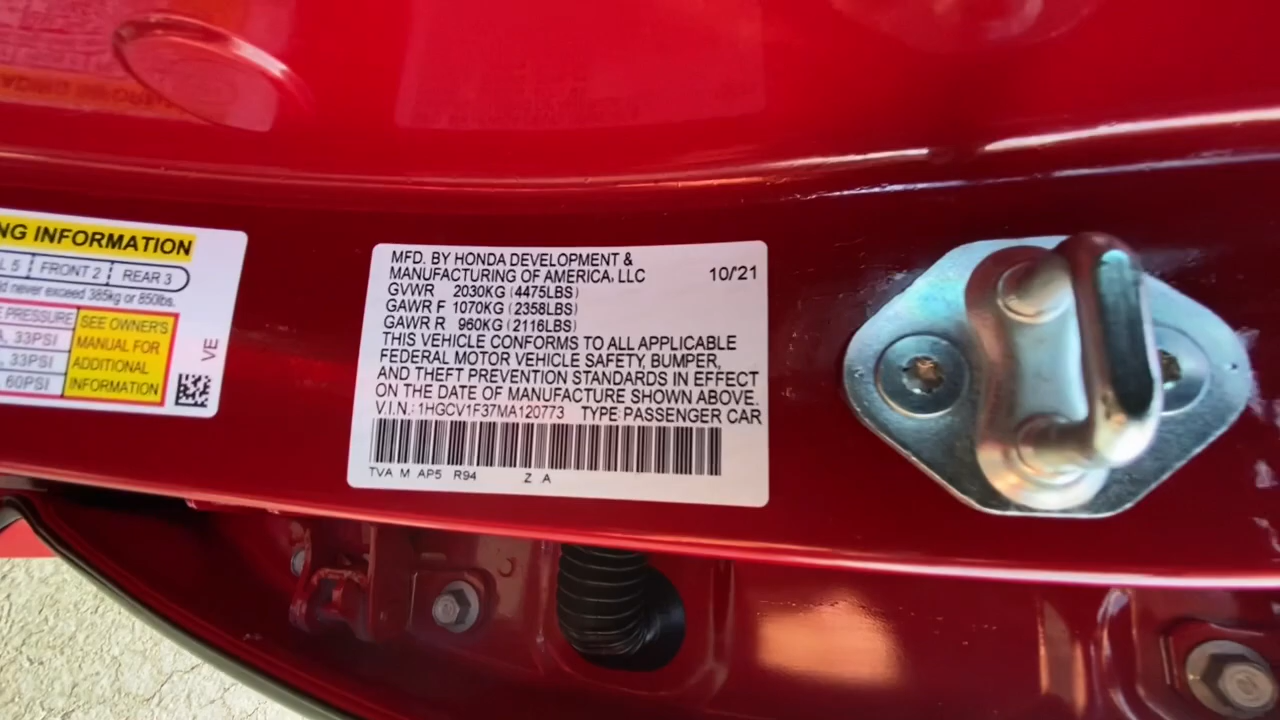 NG INFORMATION
L 5 FRONT 2 REAR 3
d never exceed 385kg or 850lbs.
E PRESSURE
33PSI
33PSI
60PSI
SEE OWNER'S
MANUAL FOR
ADDITIONAL
INFORMATION
VE
MFD. BY HONDA DEVELOPMENT &
MANUFACTURING OF AMERICA, LLC 10/21
GVWR 2030KG (4475LBS)
GAWR F 1070KG (2358LBS)
GAWR R 960KG (2116LBS)
THIS VEHICLE CONFORMS TO ALL APPLICABLE
FEDERAL MOTOR VEHICLE SAFETY, BUMPER,
AND THEFT PREVENTION STANDARDS IN EFFECT
ON THE DATE OF MANUFACTURE SHOWN ABOVE.
V.I.N.: 1HGCV1F37MA120773 TYPE: PASSENGER CAR
TVA M AP5 R94 Z A